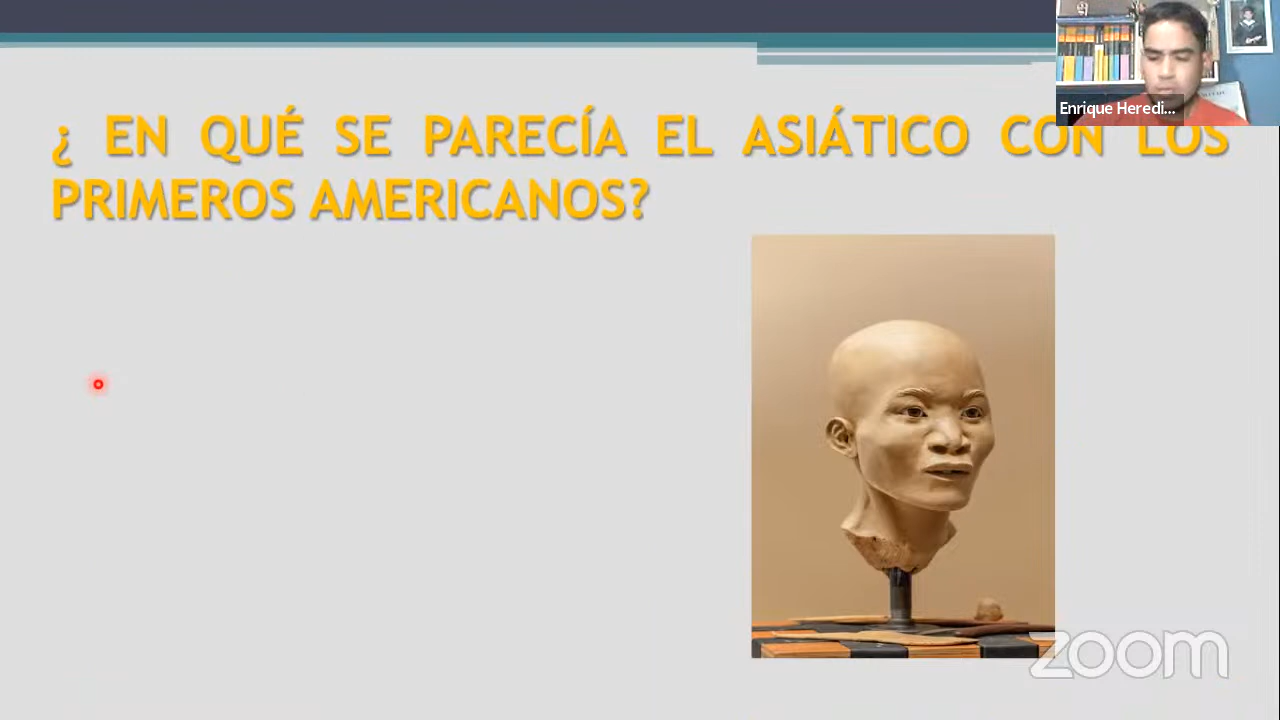 Enrique Heredi...
¿ EN QUÉ SE PARECÍA EL ASIÁTICO CON LOS
PRIMEROS AMERICANOS?
zoom